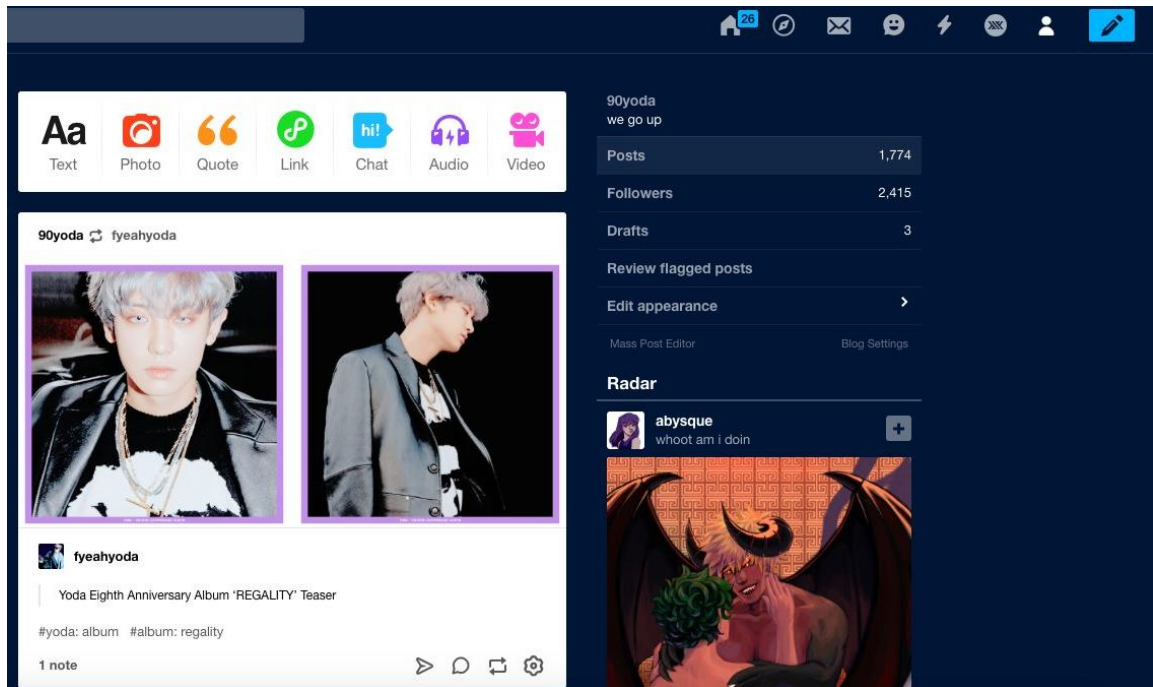 26
Aa
Text
Photo
Quote
Link
hi!
Chat
Audio
Video
90yoda fyeahyoda
fyeahyoda
Yoda Eighth Anniversary Album ‘REGALITY’ Teaser
#yoda: album #album: regality
1 note
90yoda
we go up
Posts 1,774
Followers 2,415
Drafts 3
Review flagged posts
Edit appearance
Mass Post Editor Blog Settings
Radar
abysque
whoot am i doin